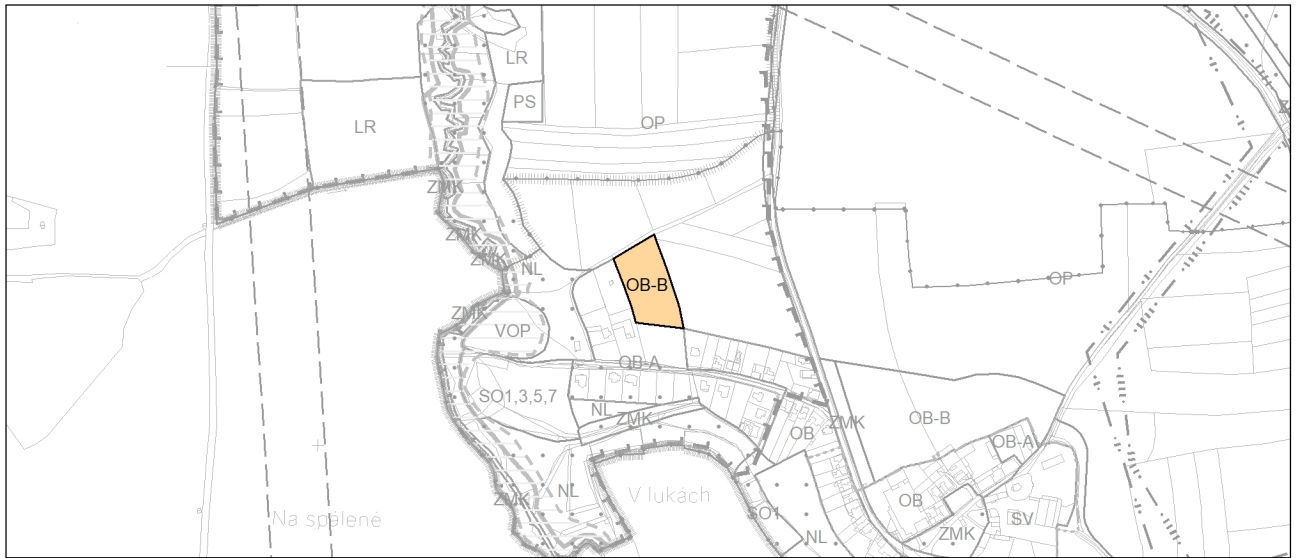 LR
PS
LR
OP
ZMK
ZMK
ZMK
NL
OP
OB-B
ZMK
VOP
OB-A
SO1,3,5,7
NL
ZMK
OB-B
ZMK
OB
OB-A
NL
V lukách
OB
SV
ZMK
SO1
Na spálené
ZMK
NL